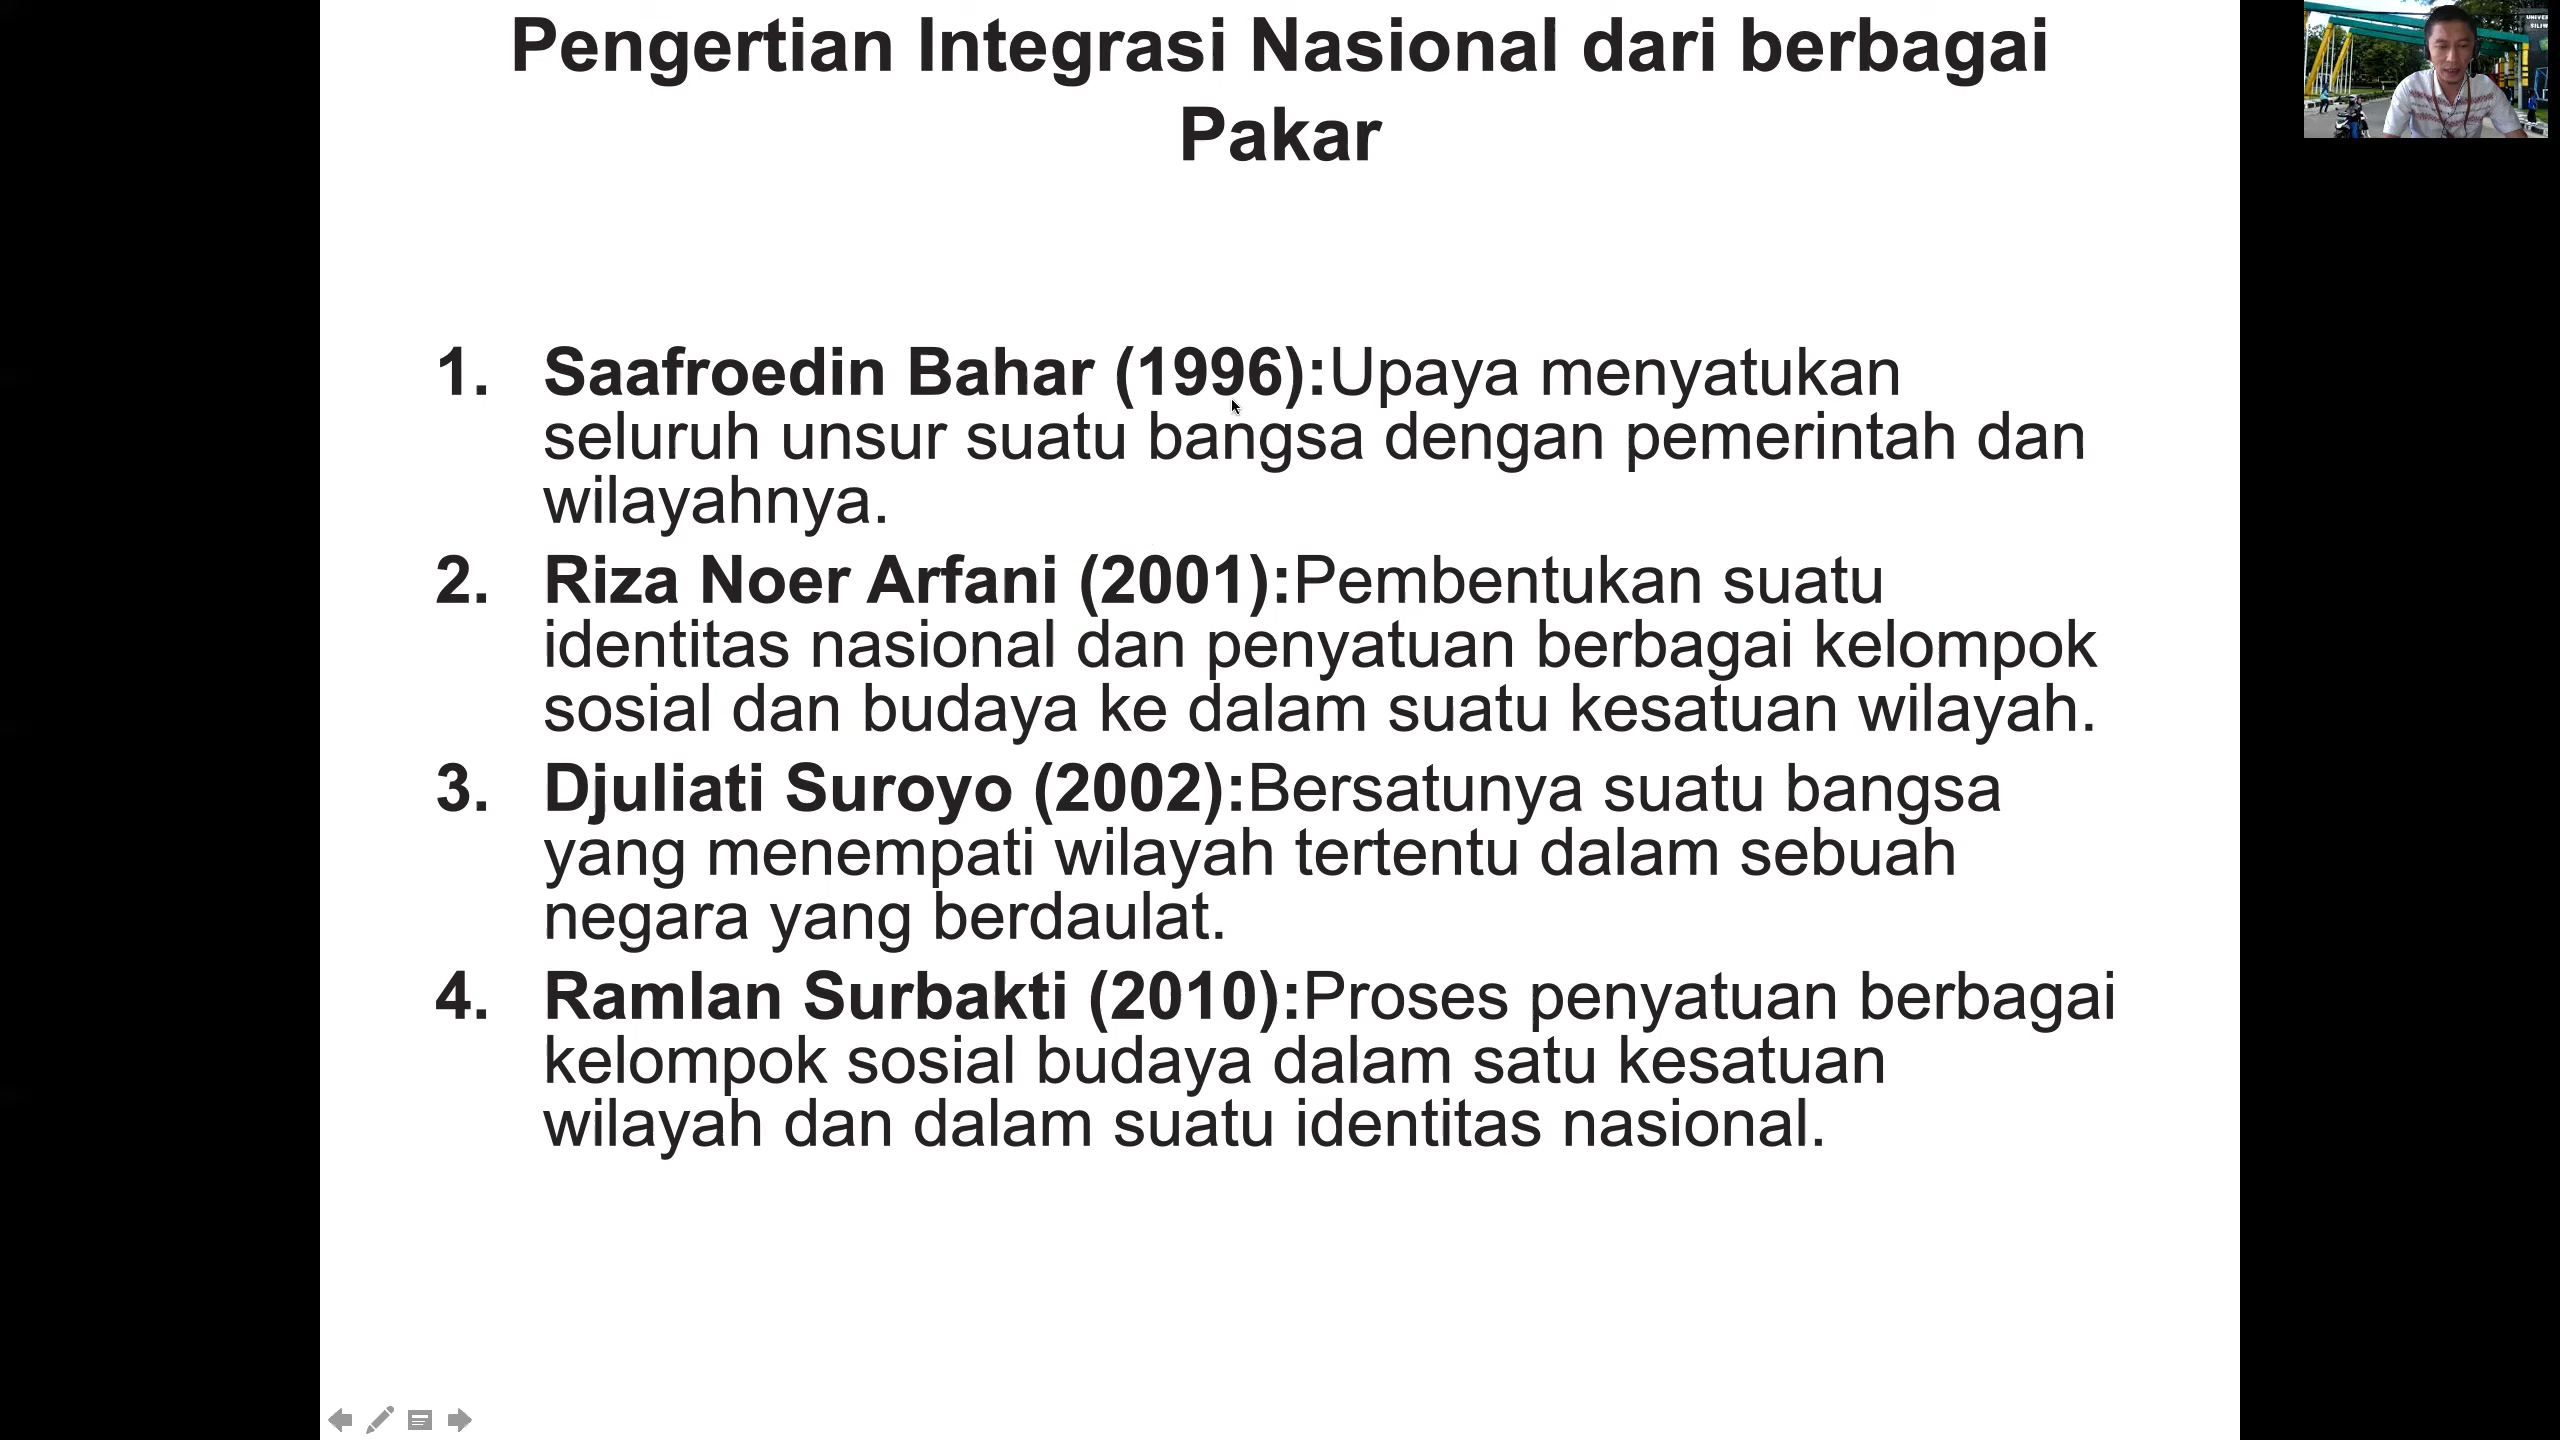 Pengertian Integrasi Nasional dari berbagai
Pakar
1. Saafroedin Bahar (1996):Upaya menyatukan
seluruh unsur suatu bangsa dengan pemerintah dan
wilayahnya.
2. Riza Noer Arfani (2001):Pembentukan suatu
identitas nasional dan penyatuan berbagai kelompok
sosial dan budaya ke dalam suatu kesatuan wilayah.
3. Djuliati Suroyo (2002):Bersatunya suatu bangsa
yang menempati wilayah tertentu dalam sebuah
negara yang berdaulat.
4. Ramlan Surbakti (2010):Proses penyatuan berbagai
kelompok sosial budaya dalam satu kesatuan
wilayah dan dalam suatu identitas nasional.